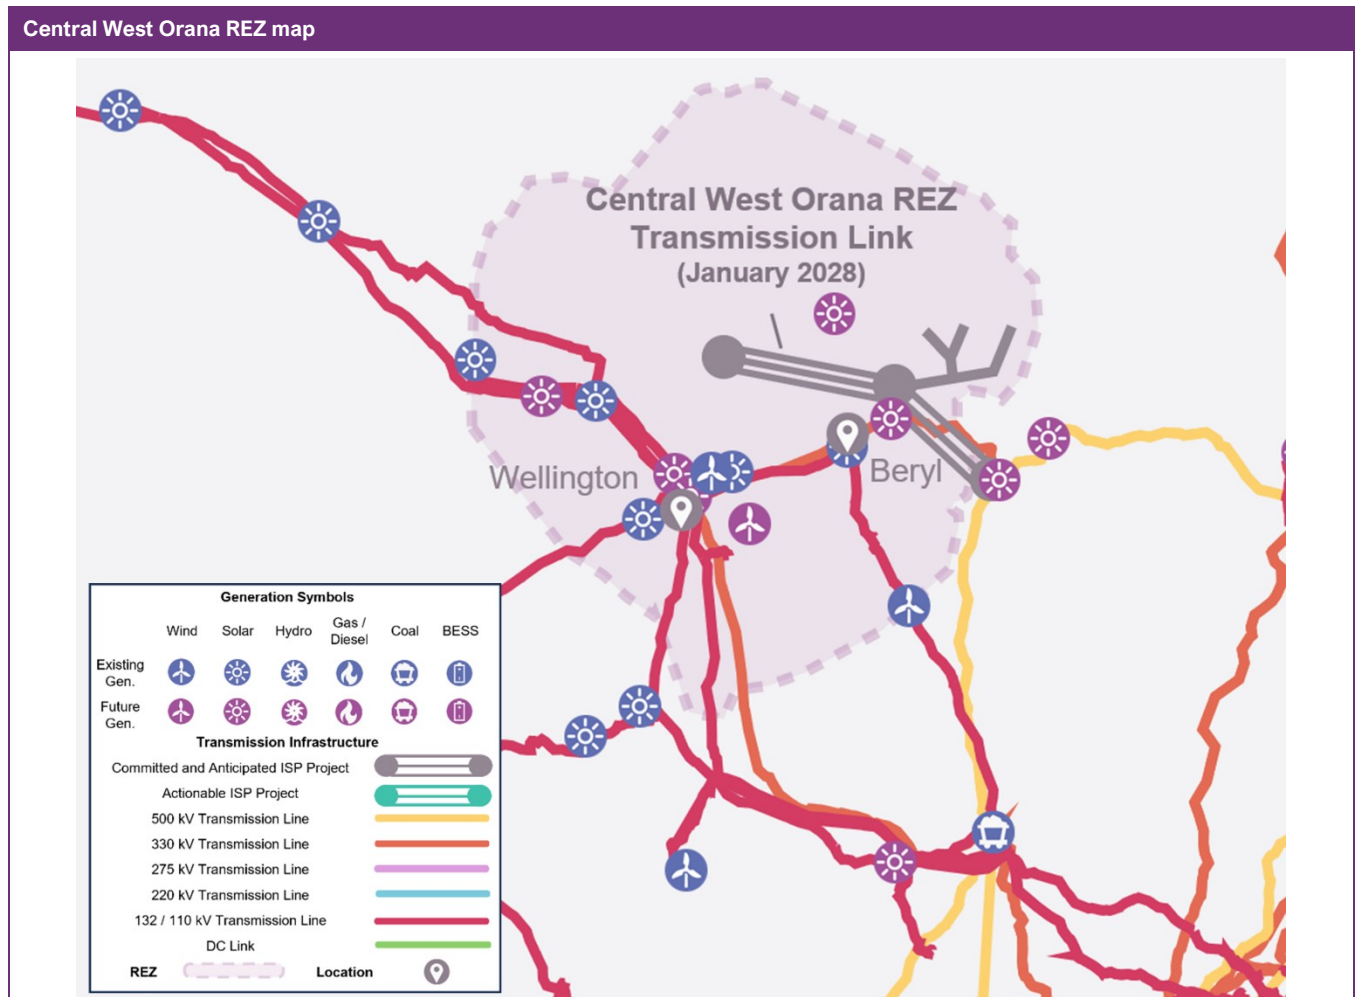 Central West Orana REZ map
Central West Orana REZ
Transmission Link
(January 2028)
Wellington
Beryl
Generation Symbols
Wind Solar Hydro Gas / Diesel Coal BESS
Existing Gen.
Future Gen.
Transmission Infrastructure
Committed and Anticipated ISP Project
Actionable ISP Project
500 kV Transmission Line
330 kV Transmission Line
275 kV Transmission Line
220 kV Transmission Line
132 / 110 kV Transmission Line
DC Link
REZ Location